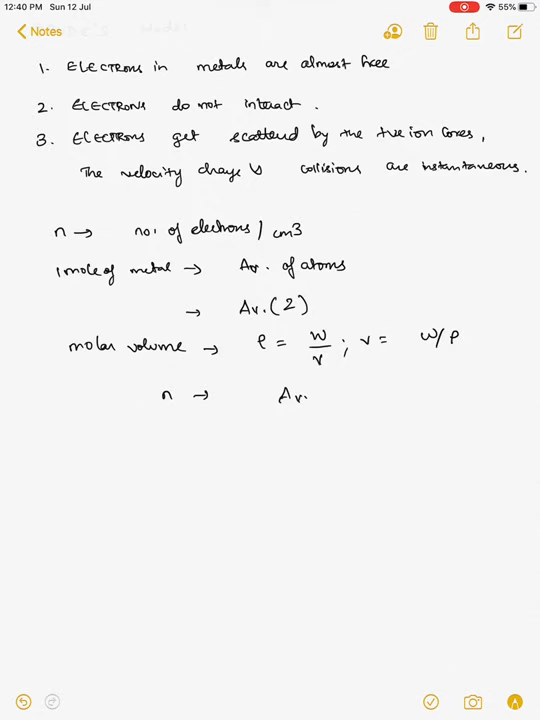 12:40 PM Sun 12 Jul 55%
Notes
1. ELECTRONS in metals are almost free
2. ELECTRONS do not interact.
3. ELECTRONS get scattered by the +ve ion cores,
The velocity change & collisions are instantaneous.
n → no. of electrons / cm3
1 mole of metal → Av. of atoms
→ Av. (Z)
molar volume → ρ = w/v ; v = w/ρ
n → Av.